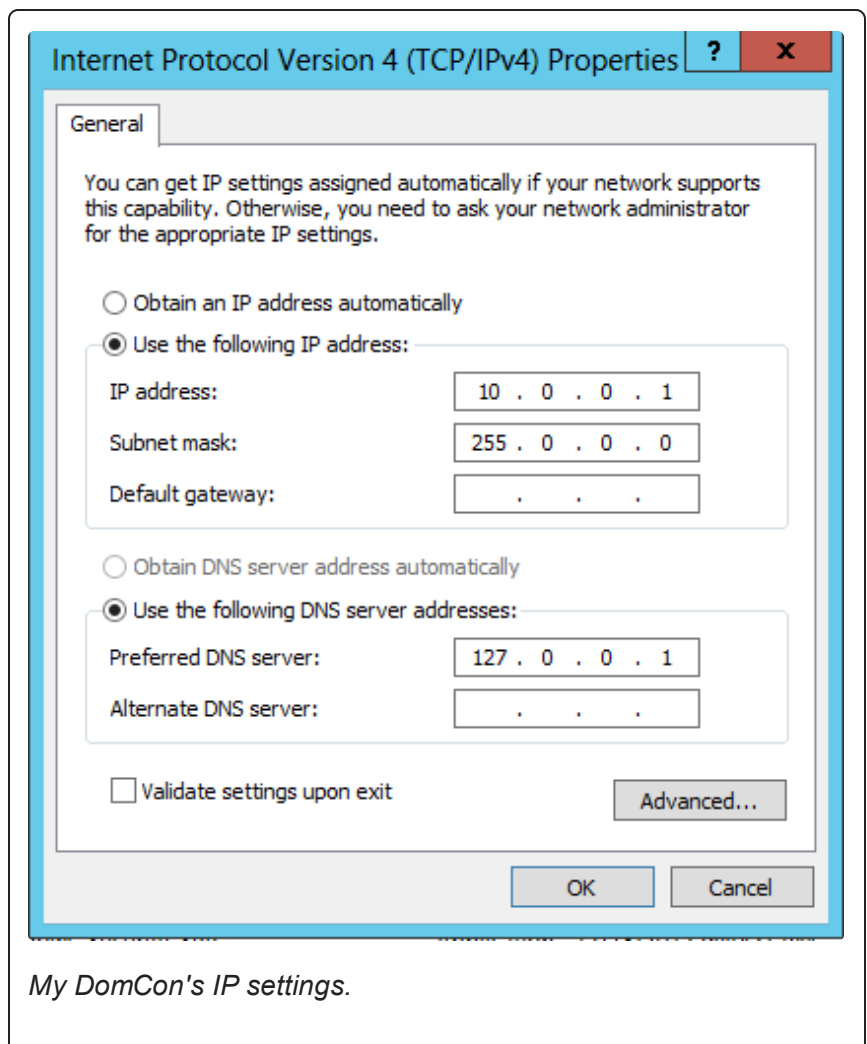 Internet Protocol Version 4 (TCP/IPv4) Properties ? x
General
You can get IP settings assigned automatically if your network supports
this capability. Otherwise, you need to ask your network administrator
for the appropriate IP settings.
Obtain an IP address automatically
Use the following IP address:
IP address: 10 . 0 . 0 . 1
Subnet mask: 255 . 0 . 0 . 0
Default gateway: . . .
Obtain DNS server address automatically
Use the following DNS server addresses:
Preferred DNS server: 127 . 0 . 0 . 1
Alternate DNS server: . . .
Validate settings upon exit
Advanced...
OK Cancel
My DomCon's IP settings.